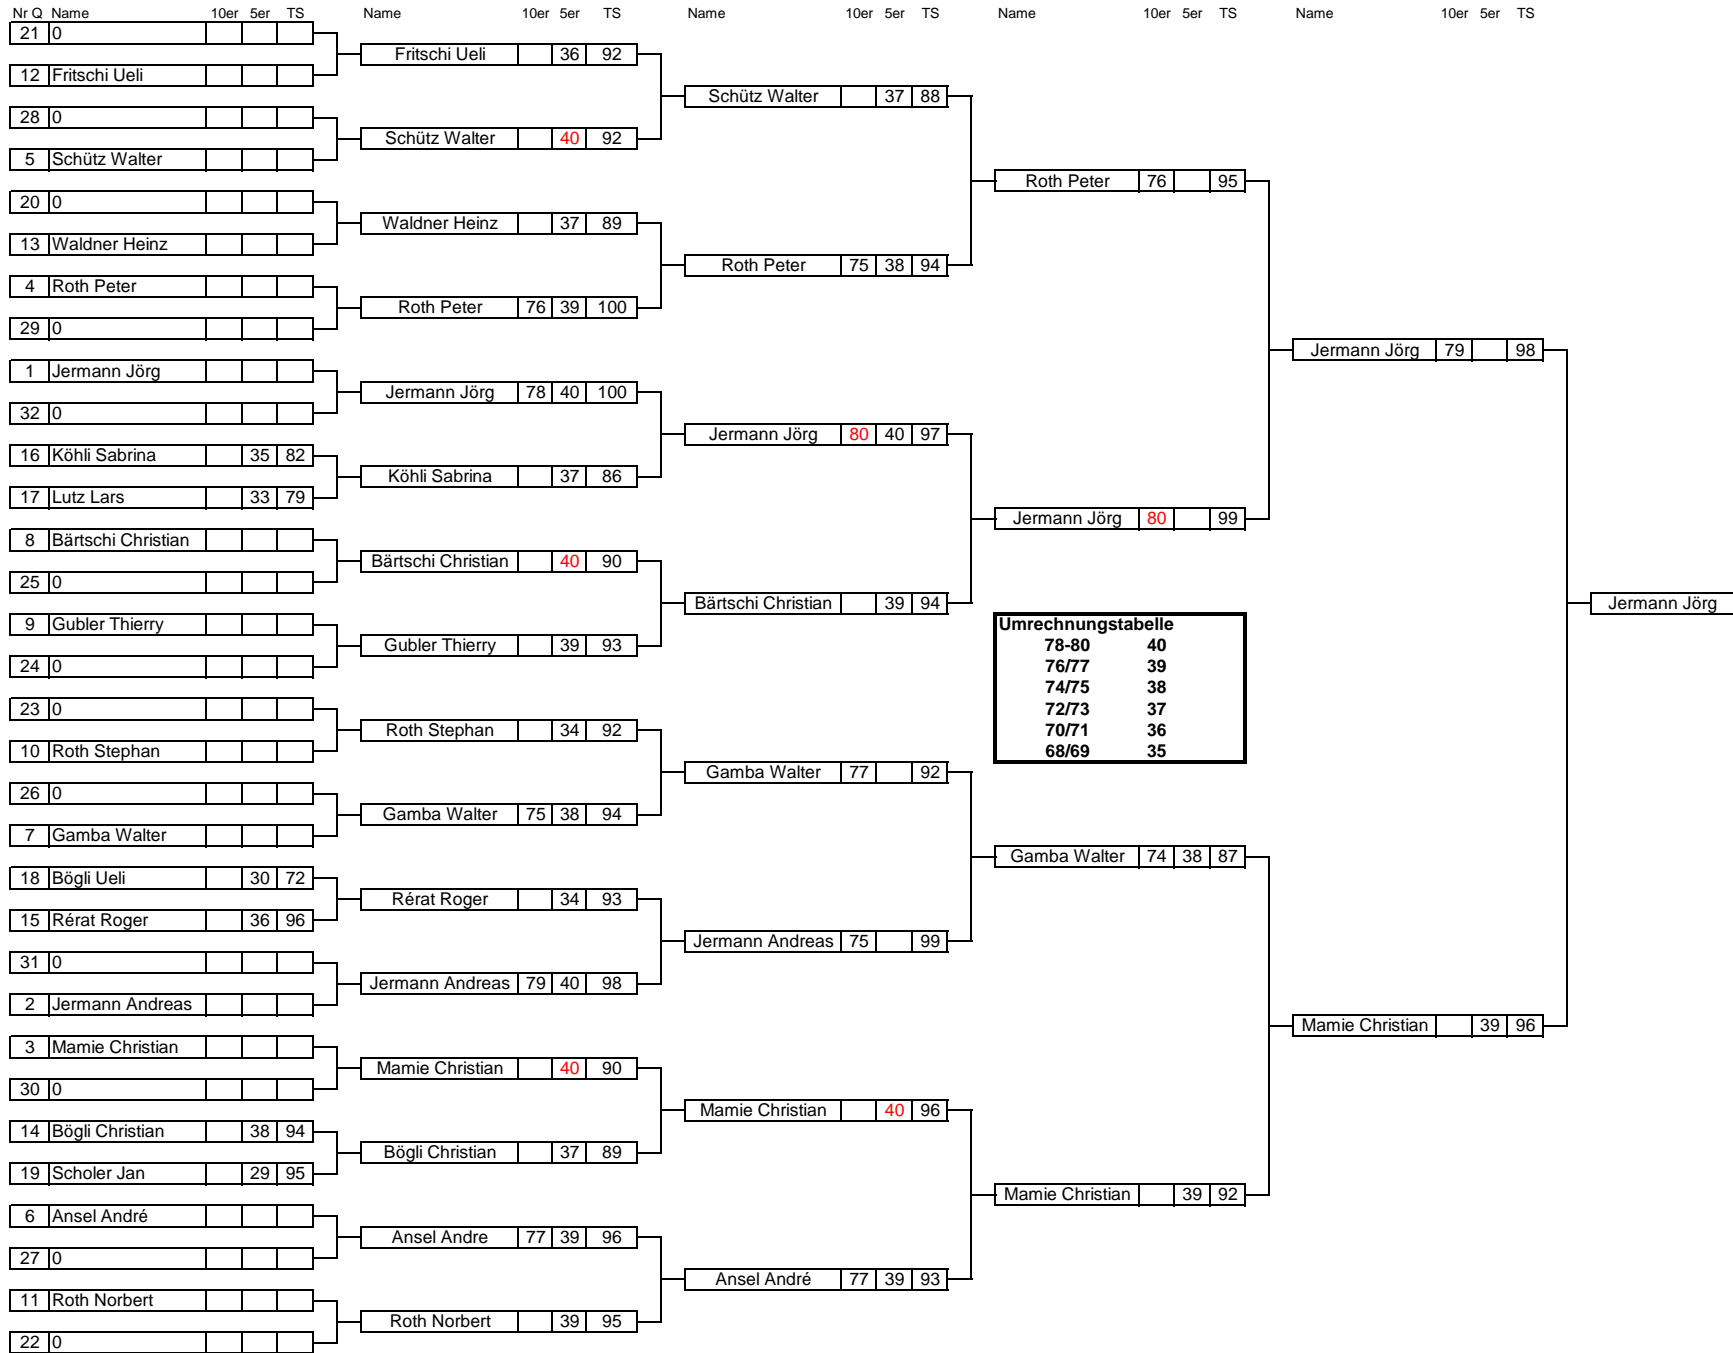 Nr Q Name 10er 5er TS
21 0
12 Fritschi Ueli
28 0
5 Schütz Walter
20 0
13 Waldner Heinz
4 Roth Peter
29 0
1 Jermann Jörg
32 0
16 Köhli Sabrina 35 82
17 Lutz Lars 33 79
8 Bärtschi Christian
25 0
9 Gubler Thierry
24 0
23 0
10 Roth Stephan
26 0
7 Gamba Walter
18 Bögli Ueli 30 72
15 Rérat Roger 36 96
31 0
2 Jermann Andreas
3 Mamie Christian
30 0
14 Bögli Christian 38 94
19 Scholer Jan 29 95
6 Ansel André
27 0
11 Roth Norbert
22 0
Name 10er 5er TS
Fritschi Ueli 36 92
Schütz Walter 40 92
Waldner Heinz 37 89
Roth Peter 76 39 100
Jermann Jörg 78 40 100
Köhli Sabrina 37 86
Bärtschi Christian 40 90
Gubler Thierry 39 93
Roth Stephan 34 92
Gamba Walter 75 38 94
Rérat Roger 34 93
Jermann Andreas 79 40 98
Mamie Christian 40 90
Bögli Christian 37 89
Ansel Andre 77 39 96
Roth Norbert 39 95
Name 10er 5er TS
Schütz Walter 37 88
Roth Peter 75 38 94
Jermann Jörg 80 40 97
Bärtschi Christian 39 94
Gamba Walter 77 92
Jermann Andreas 75 99
Mamie Christian 40 96
Ansel André 77 39 93
Name 10er 5er TS
Roth Peter 76 95
Jermann Jörg 80 99
Umrechnungstabelle
78-80 40
76/77 39
74/75 38
72/73 37
70/71 36
68/69 35
Gamba Walter 74 38 87
Mamie Christian 39 92
Name 10er 5er TS
Jermann Jörg 79 98
Mamie Christian 39 96
Jermann Jörg